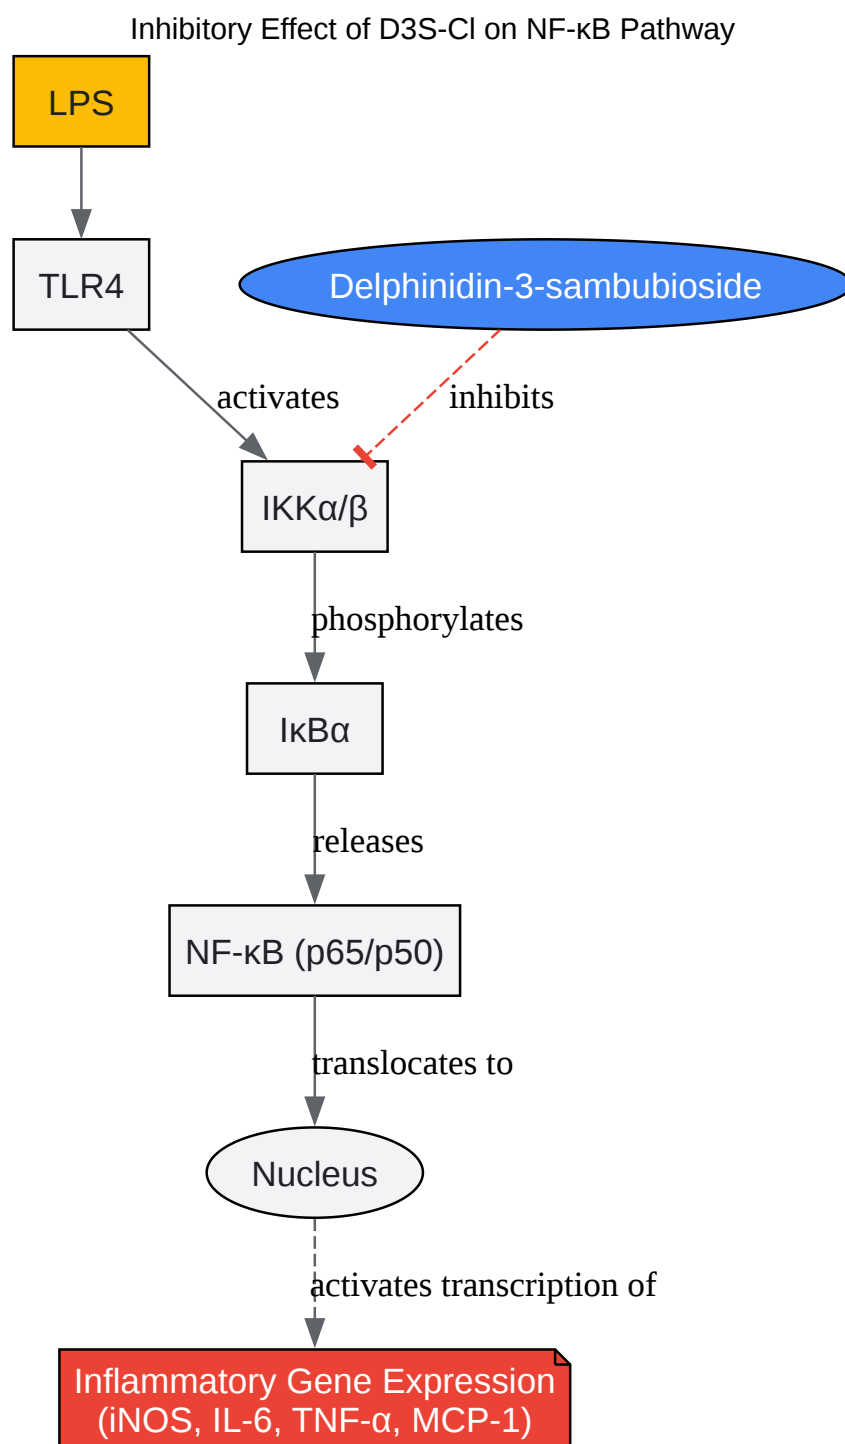 Inhibitory Effect of D3S-Cl on NF-κB Pathway
LPS
TLR4
Delphinidin-3-sambubioside
activates
inhibits
IKKα/β
phosphorylates
IκBα
releases
NF-κB (p65/p50)
translocates to
Nucleus
activates transcription of
Inflammatory Gene Expression
(iNOS, IL-6, TNF-α, MCP-1)